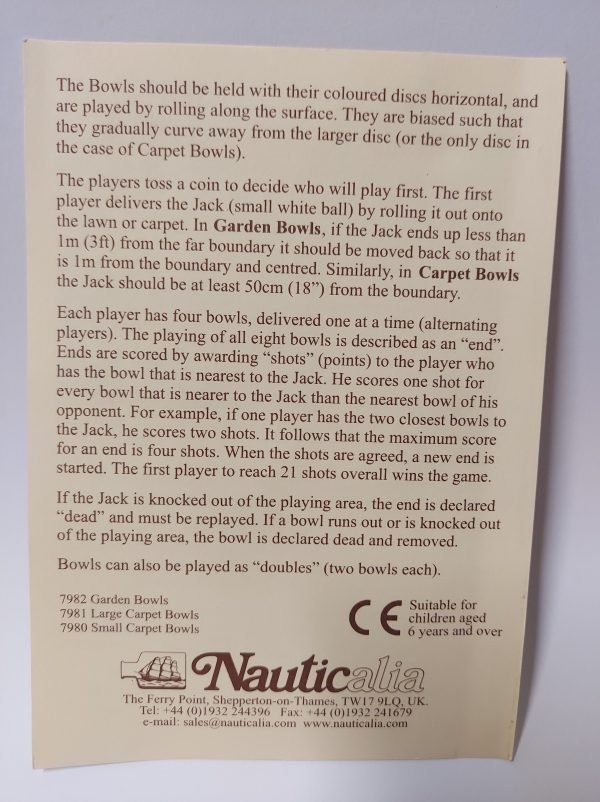 The Bowls should be held with their coloured discs horizontal, and
are played by rolling along the surface. They are biased such that
they gradually curve away from the larger disc (or the only disc in
the case of Carpet Bowls).
The players toss a coin to decide who will play first. The first
player delivers the Jack (small white ball) by rolling it out onto
the lawn or carpet. In Garden Bowls, if the Jack ends up less than
1m (3ft) from the far boundary it should be moved back so that it
is 1m from the boundary and centred. Similarly, in Carpet Bowls
the Jack should be at least 50cm (18”) from the boundary.
Each player has four bowls, delivered one at a time (alternating
players). The playing of all eight bowls is described as an “end”.
Ends are scored by awarding “shots” (points) to the player who
has the bowl that is nearest to the Jack. He scores one shot for
every bowl that is nearer to the Jack than the nearest bowl of his
opponent. For example, if one player has the two closest bowls to
the Jack, he scores two shots. It follows that the maximum score
for an end is four shots. When the shots are agreed, a new end is
started. The first player to reach 21 shots overall wins the game.
If the Jack is knocked out of the playing area, the end is declared
“dead” and must be replayed. If a bowl runs out or is knocked out
of the playing area, the bowl is declared dead and removed.
Bowls can also be played as “doubles” (two bowls each).
7982 Garden Bowls
7981 Large Carpet Bowls
7980 Small Carpet Bowls
CE
Suitable for
children aged
6 years and over
Nauticalia
The Ferry Point, Shepperton-on-Thames, TW17 9LQ, UK.
Tel: +44 (0)1932 244396 Fax: +44 (0)1932 241679
e-mail: sales@nauticalia.com www.nauticalia.com